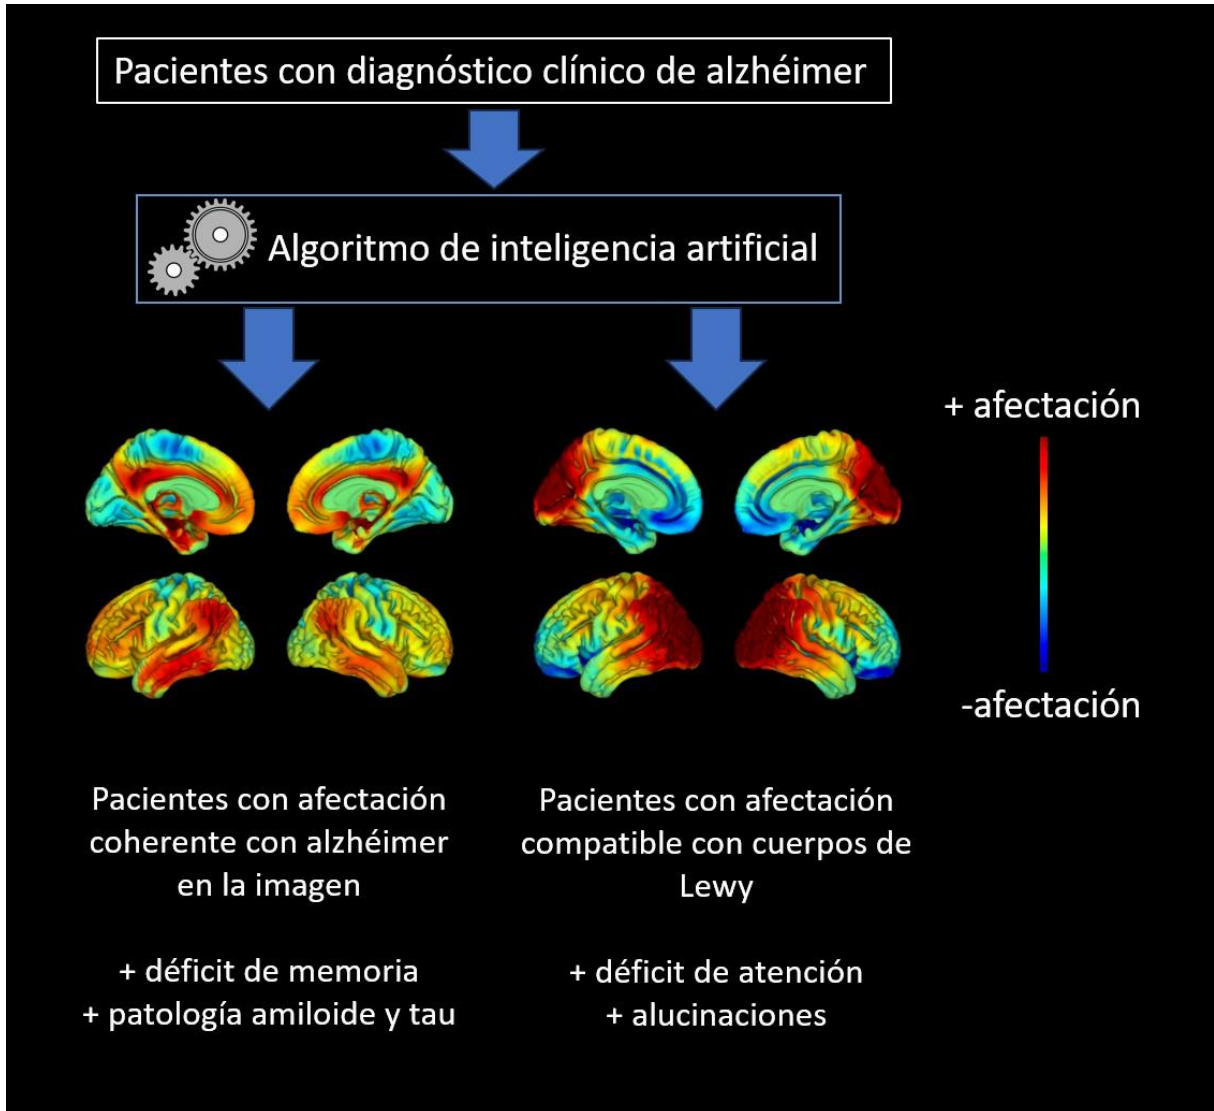 Pacientes con diagnóstico clínico de alzhéimer
Algoritmo de inteligencia artificial
+ afectación
-afectación
Pacientes con afectación
coherente con alzhéimer
en la imagen
+ déficit de memoria
+ patología amiloide y tau
Pacientes con afectación
compatible con cuerpos de
Lewy
+ déficit de atención
+ alucinaciones